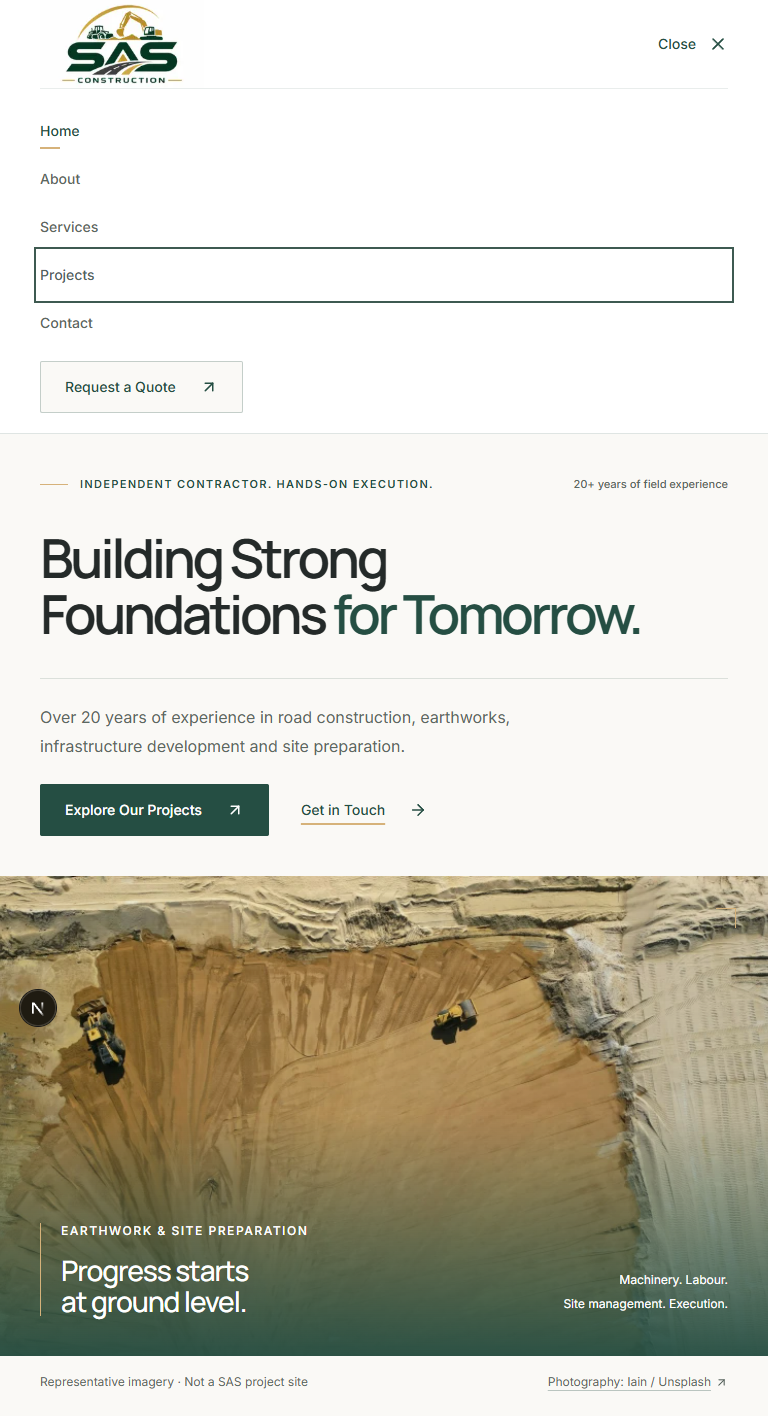 SAS
CONSTRUCTION
Close
Home
About
Services
Projects
Contact
Request a Quote
INDEPENDENT CONTRACTOR. HANDS-ON EXECUTION.
20+ years of field experience
Building Strong
Foundations for Tomorrow.
Over 20 years of experience in road construction, earthworks,
infrastructure development and site preparation.
Explore Our Projects
Get in Touch
N
EARTHWORK & SITE PREPARATION
Progress starts
at ground level.
Machinery. Labour.
Site management. Execution.
Representative imagery · Not a SAS project site
Photography: Iain / Unsplash